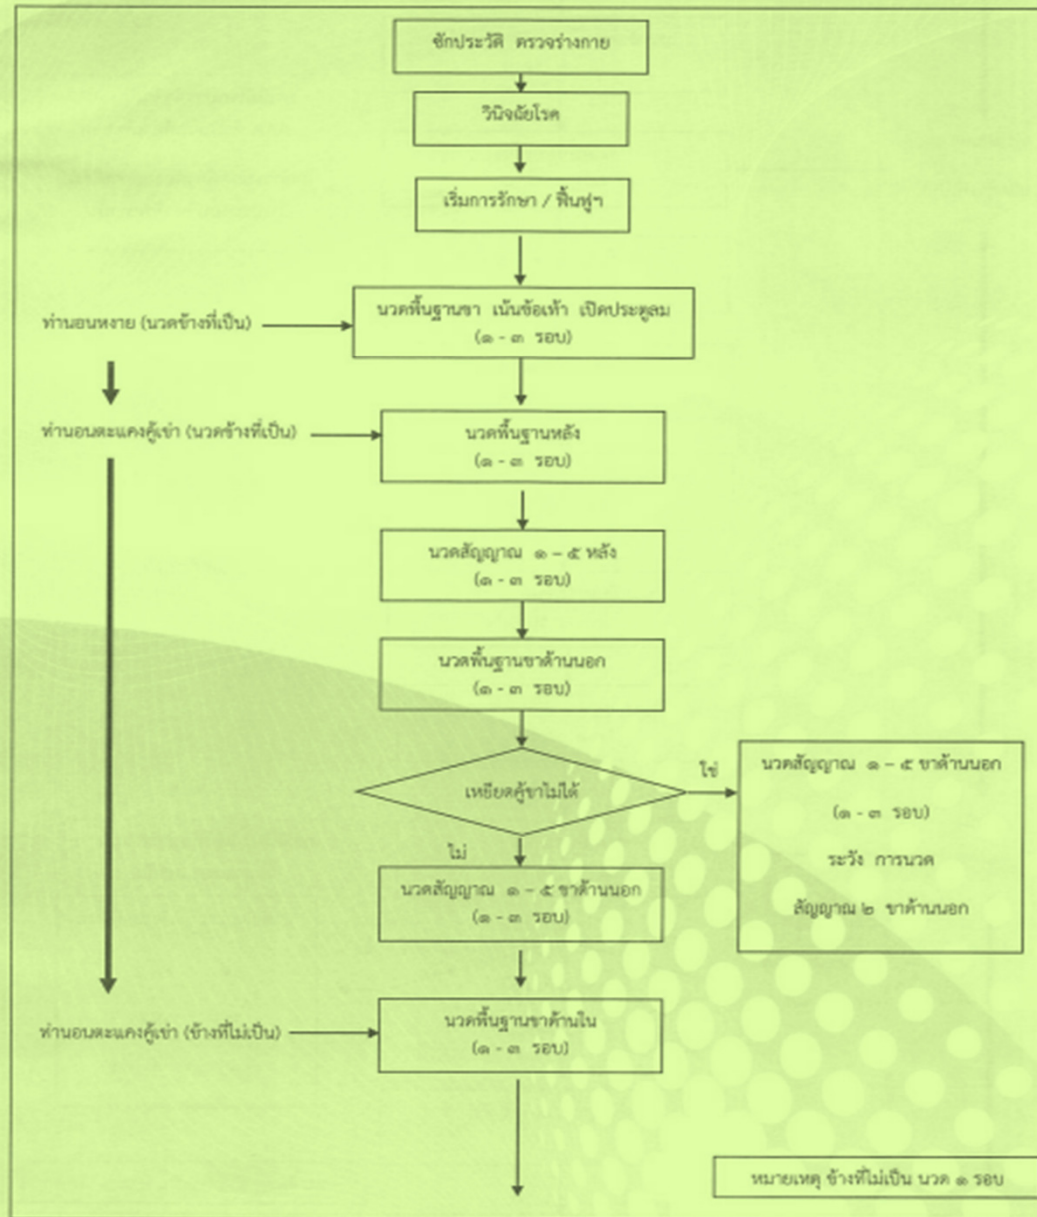 ซักประวัติ ตรวจร่างกาย
วินิจฉัยโรค
เริ่มการรักษา / ฟื้นฟูฯ
ท่านอนหงาย (นวดข้างที่เป็น)
นวดพื้นฐานขา เน้นข้อเท้า เปิดประตูลม
(๑ - ๓ รอบ)
ท่านอนตะแคงคู้เข่า (นวดข้างที่เป็น)
นวดพื้นฐานหลัง
(๑ - ๓ รอบ)
นวดสัญญาณ ๑ – ๕ หลัง
(๑ - ๓ รอบ)
นวดพื้นฐานขาด้านนอก
(๑ - ๓ รอบ)
เหยียดคู้ขาไม่ได้
ใช่
นวดสัญญาณ ๑ – ๕ ขาด้านนอก
(๑ - ๓ รอบ)
ระวัง การนวด
สัญญาณ ๒ ขาด้านนอก
ไม่
นวดสัญญาณ ๑ – ๕ ขาด้านนอก
(๑ - ๓ รอบ)
ท่านอนตะแคงคู้เข่า (ข้างที่ไม่เป็น)
นวดพื้นฐานขาด้านใน
(๑ - ๓ รอบ)
หมายเหตุ ข้างที่ไม่เป็น นวด ๑ รอบ